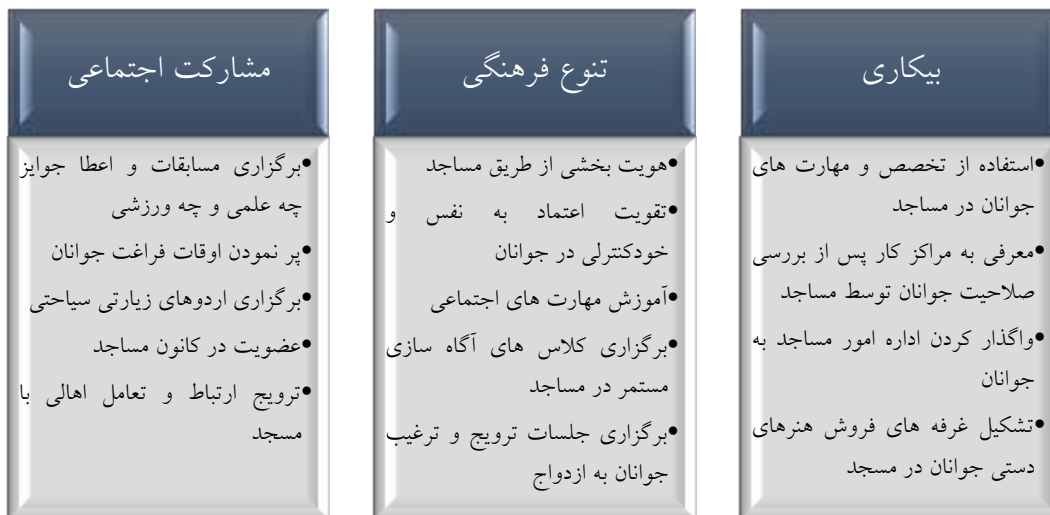 بیکاری
•استفاده از تخصص و مهارت های
جوانان در مساجد
•معرفی به مراکز کار پس از بررسی
صلاحیت جوانان توسط مساجد
•واگذار کردن اداره امور مساجد به
جوانان
•تشکیل غرفه های فروش هنرهای
دستی جوانان در مسجد
تنوع فرهنگی
•هویت بخشی از طریق مساجد
•تقویت اعتماد به نفس و
خودکنترلی در جوانان
•آموزش مهارت های اجتماعی
•برگزاری کلاس های آگاه سازی
مستمر در مساجد
•برگزاری جلسات ترویج و ترغیب
جوانان به ازدواج
مشارکت اجتماعی
•برگزاری مسابقات و اعطا جوایز
چه علمی و چه ورزشی
•پر نمودن اوقات فراغت جوانان
•برگزاری اردوهای زیارتی سیاحتی
•عضویت در کانون مساجد
•ترویج ارتباط و تعامل اهالی با
مسجد